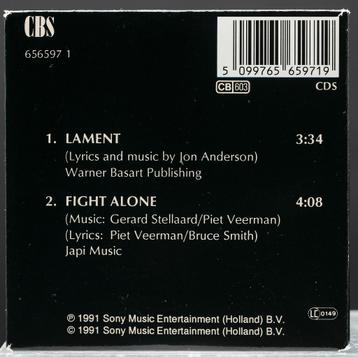 CBS
656597 1
5 099765 659719
CB 603
CDS
1. LAMENT 3:34
(Lyrics and music by Jon Anderson)
Warner Basart Publishing
2. FIGHT ALONE 4:08
(Music: Gerard Stellaard/Piet Veerman)
(Lyrics: Piet Veerman/Bruce Smith)
Japi Music
℗ 1991 Sony Music Entertainment (Holland) B.V.
© 1991 Sony Music Entertainment (Holland) B.V.
LC 0149